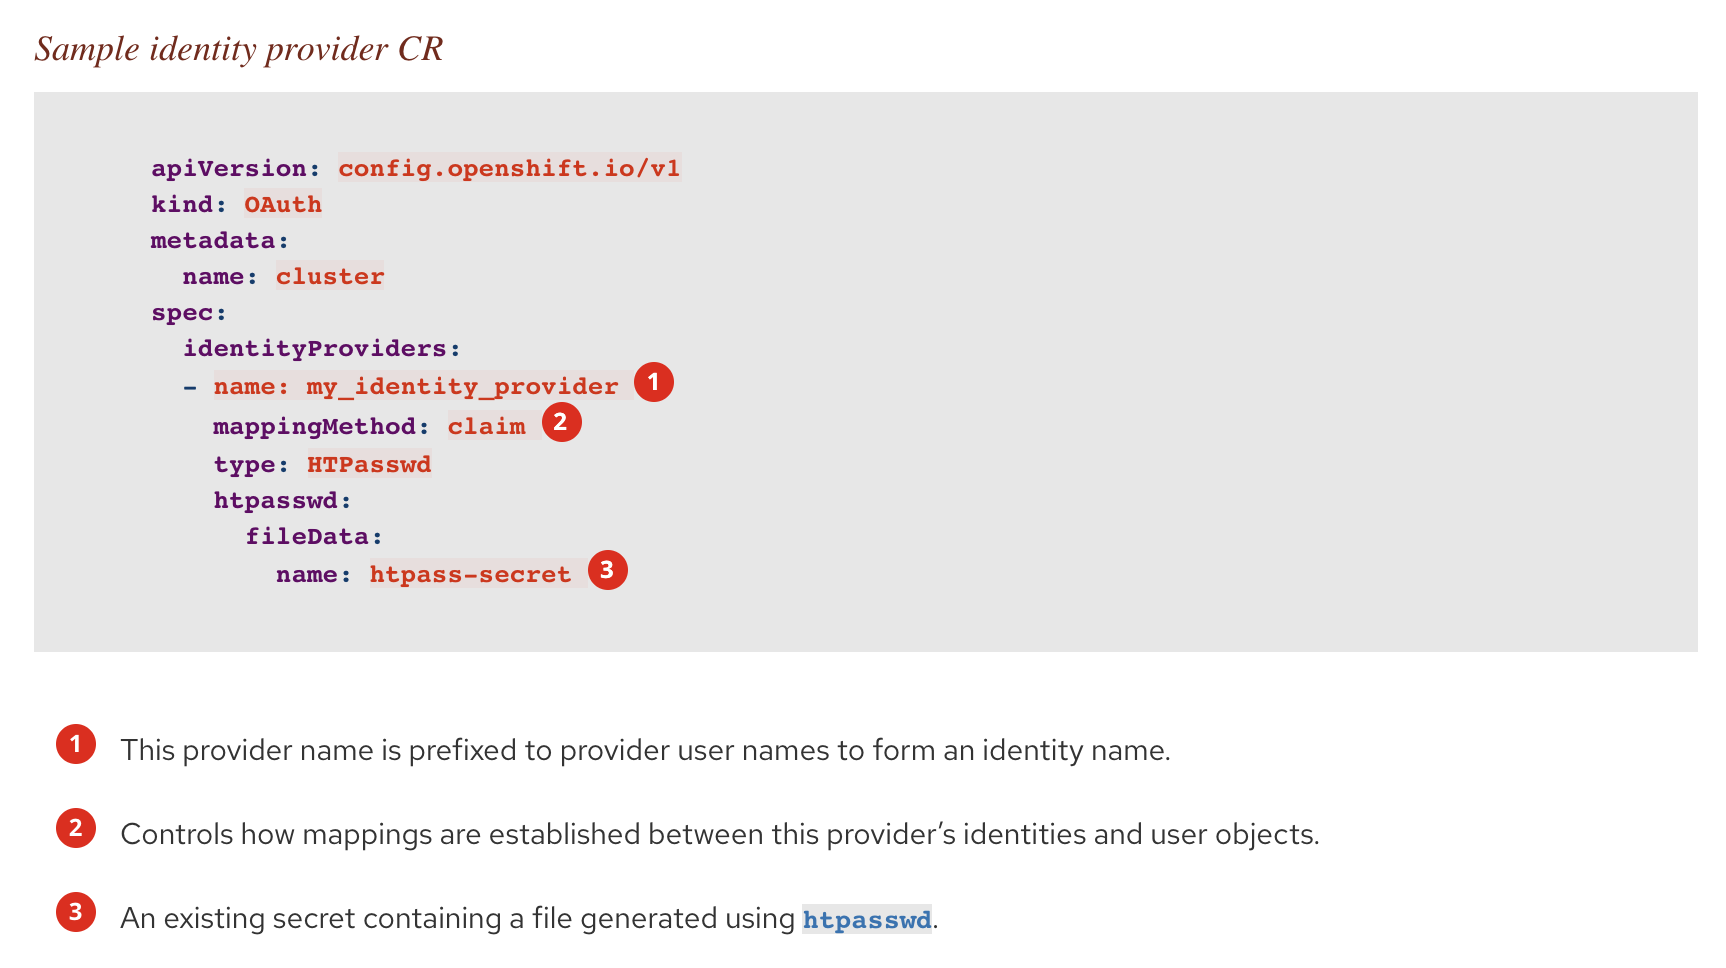 Sample identity provider CR
apiVersion: config.openshift.io/v1
kind: OAuth
metadata:
  name: cluster
spec:
  identityProviders:
  - name: my_identity_provider 1
    mappingMethod: claim 2
    type: HTPasswd
    htpasswd:
      fileData:
        name: htpass-secret 3
1 This provider name is prefixed to provider user names to form an identity name.
2 Controls how mappings are established between this provider’s identities and user objects.
3 An existing secret containing a file generated using htpasswd.